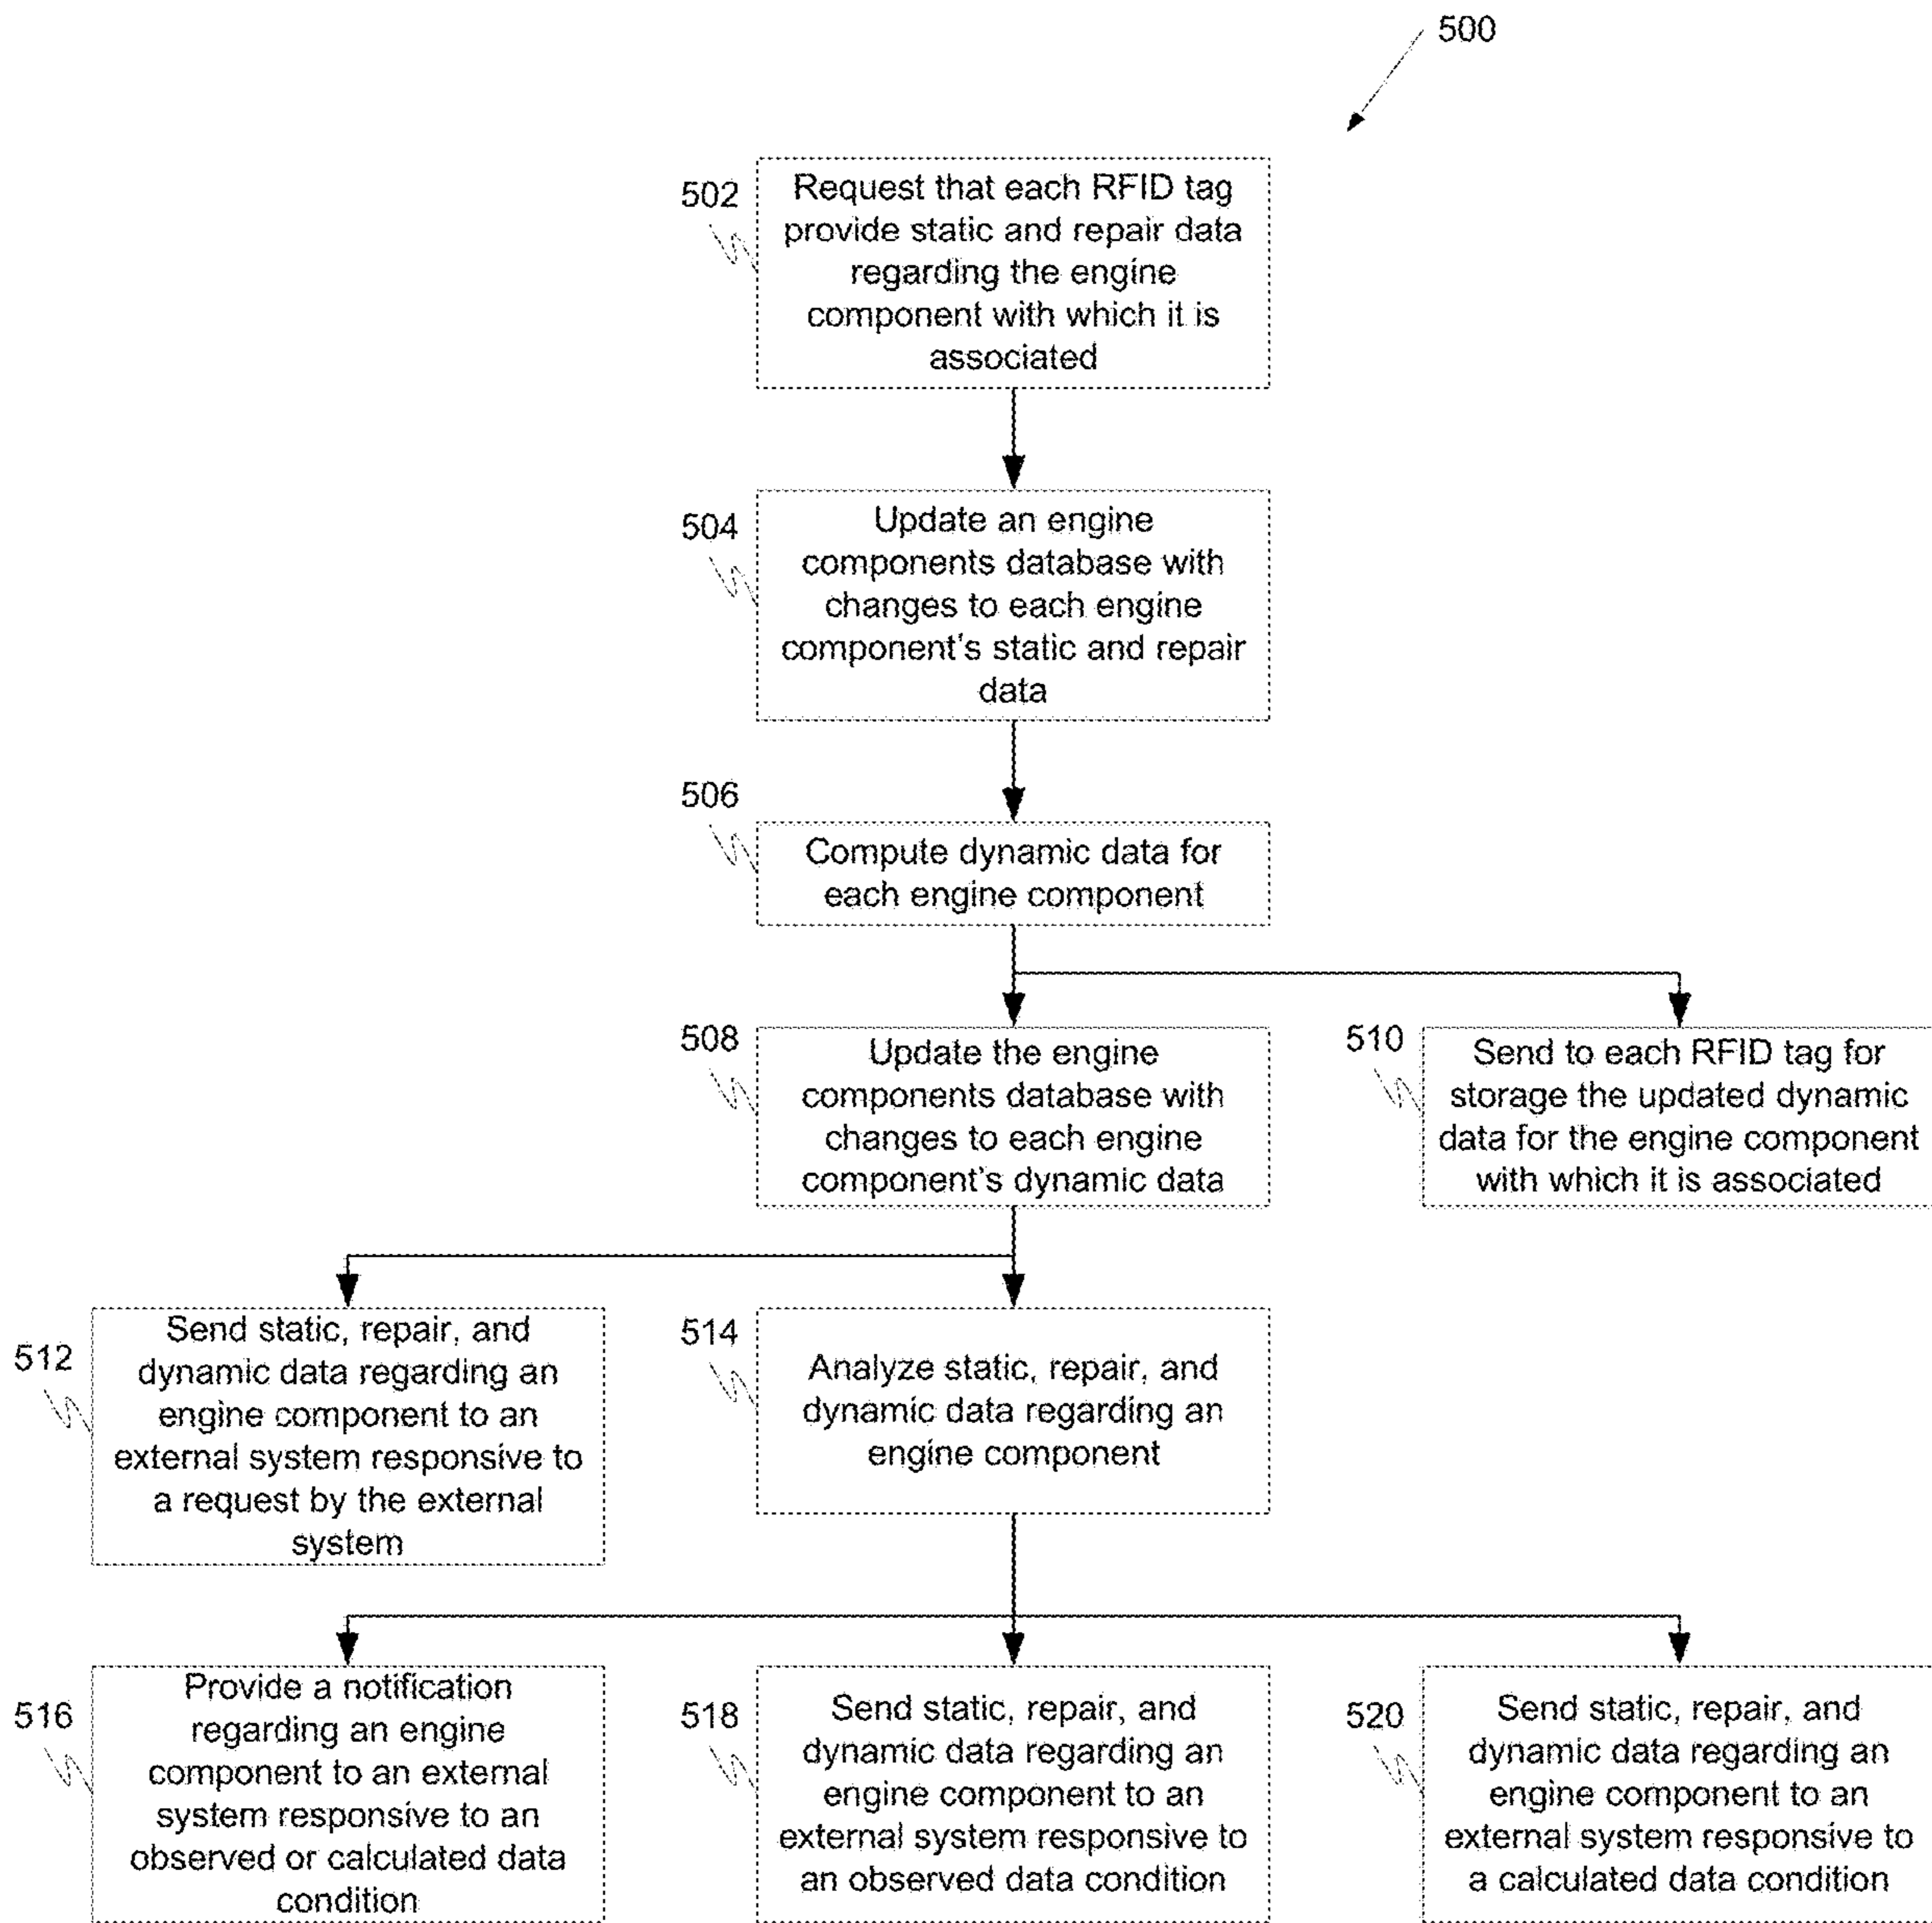 500
502
Request that each RFID tag
provide static and repair data
regarding the engine
component with which it is
associated
504
Update an engine
components database with
changes to each engine
component's static and repair
data
506
Compute dynamic data for
each engine component
508
Update the engine
components database with
changes to each engine
component's dynamic data
510
Send to each RFID tag for
storage the updated dynamic
data for the engine component
with which it is associated
512
Send static, repair, and
dynamic data regarding an
engine component to an
external system responsive to
a request by the external
system
514
Analyze static, repair, and
dynamic data regarding an
engine component
516
Provide a notification
regarding an engine
component to an external
system responsive to an
observed or calculated data
condition
518
Send static, repair, and
dynamic data regarding an
engine component to an
external system responsive to
an observed data condition
520
Send static, repair, and
dynamic data regarding an
engine component to an
external system responsive to
a calculated data condition